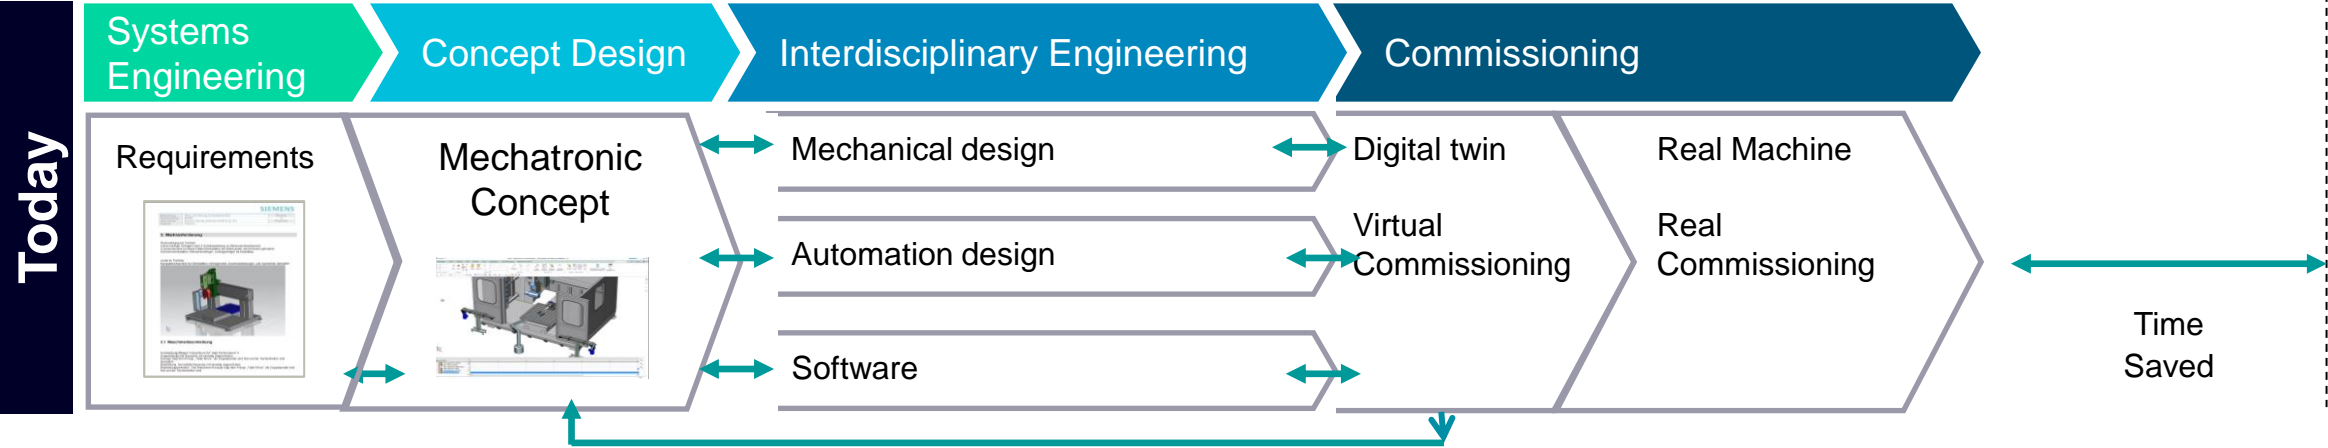 Today
Systems
Engineering
Concept Design
Interdisciplinary Engineering
Commissioning
Requirements
SIEMENS
Mechatronic
Concept
Mechanical design
Automation design
Software
Digital twin
Virtual
Commissioning
Real Machine
Real
Commissioning
Time
Saved